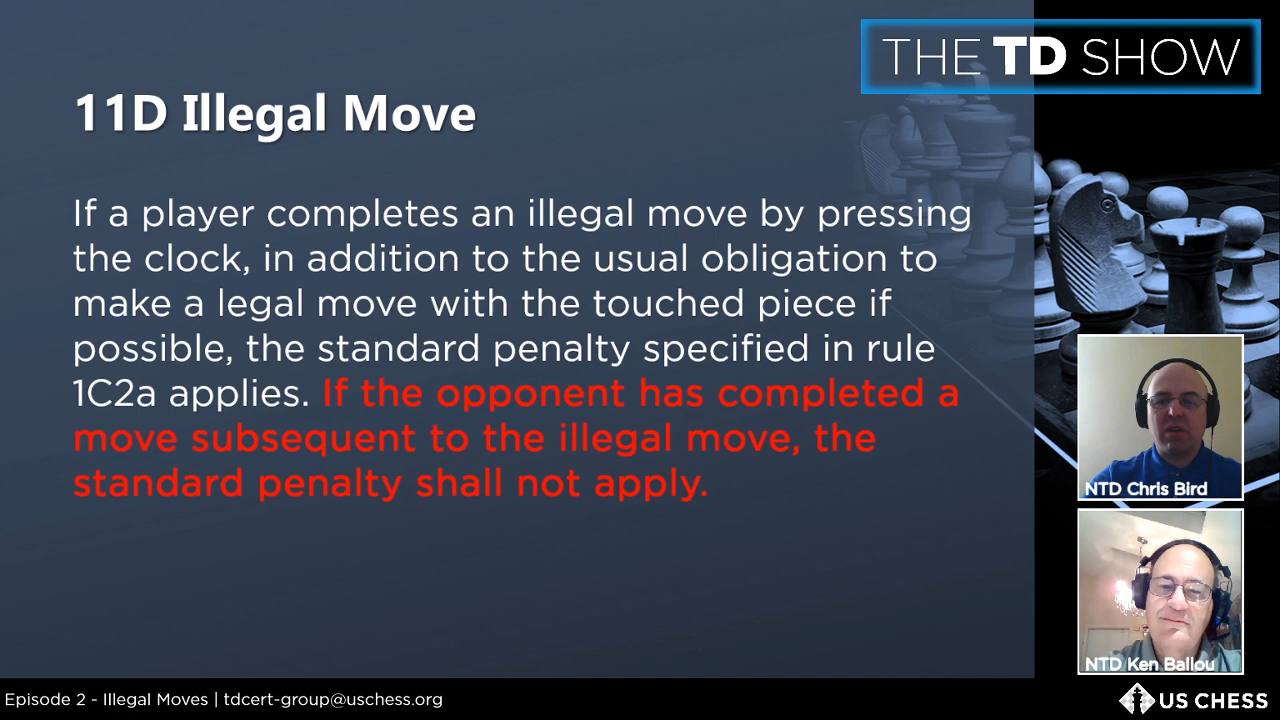 THE TD SHOW
11D Illegal Move
If a player completes an illegal move by pressing
the clock, in addition to the usual obligation to
make a legal move with the touched piece if
possible, the standard penalty specified in rule
1C2a applies. If the opponent has completed a
move subsequent to the illegal move, the
standard penalty shall not apply.
NTD Chris Bird
NTD Ken Ballou
Episode 2 - Illegal Moves | tdcert-group@uschess.org
US CHESS